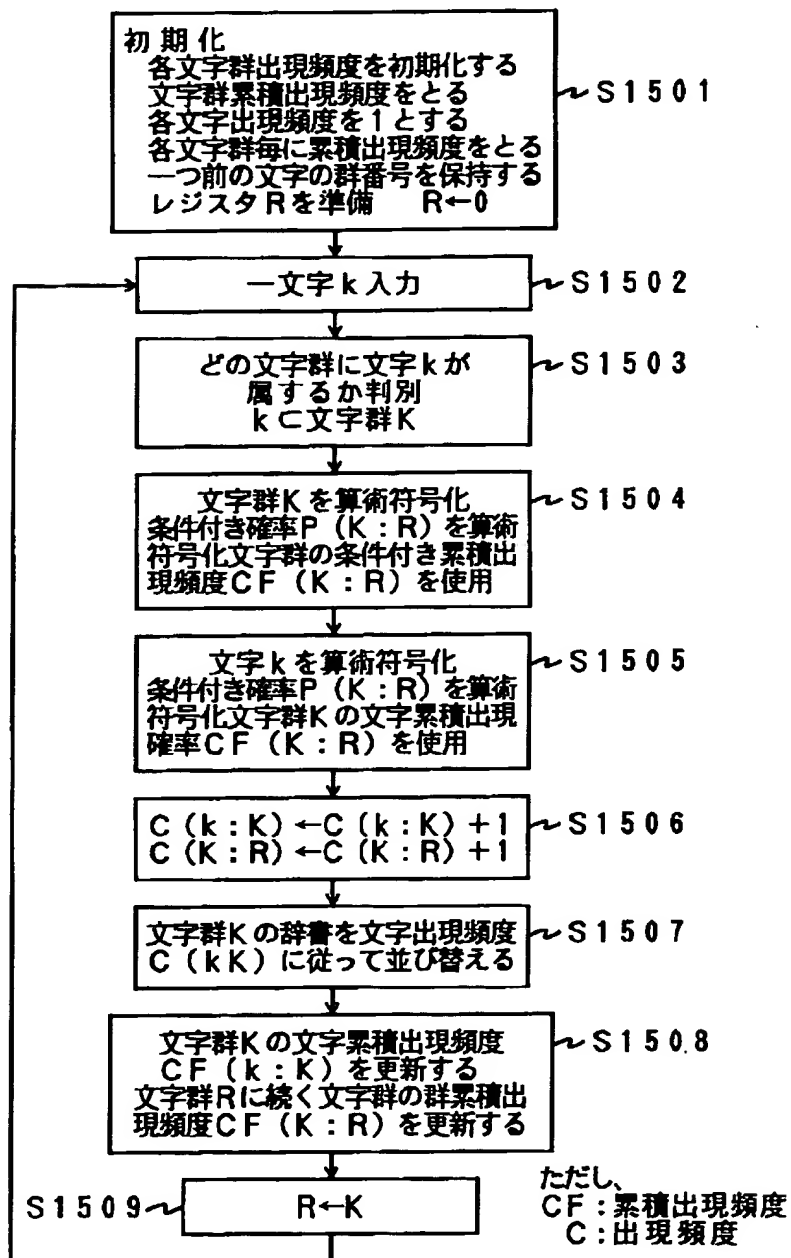 初期化
各文字群出現頻度を初期化する
文字群累積出現頻度をとる
各文字出現頻度を1とする
各文字群毎に累積出現頻度をとる
一つ前の文字の群番号を保持する
レジスタRを準備 R←0
S1501
一文字k入力
S1502
どの文字群に文字kが
属するか判別
k⊂文字群K
S1503
文字群Kを算術符号化
条件付き確率P(K:R)を算術
符号化文字群の条件付き累積出
現頻度CF(K:R)を使用
S1504
文字kを算術符号化
条件付き確率P(K:R)を算術
符号化文字群Kの文字累積出現
確率CF(K:R)を使用
S1505
C(k:K)←C(k:K)+1
C(K:R)←C(K:R)+1
S1506
文字群Kの辞書を文字出現頻度
C(kK)に従って並び替える
S1507
文字群Kの文字累積出現頻度
CF(k:K)を更新する
文字群Rに続く文字群の群累積出
現頻度CF(K:R)を更新する
S1508
S1509
R←K
ただし、
CF:累積出現頻度
C:出現頻度